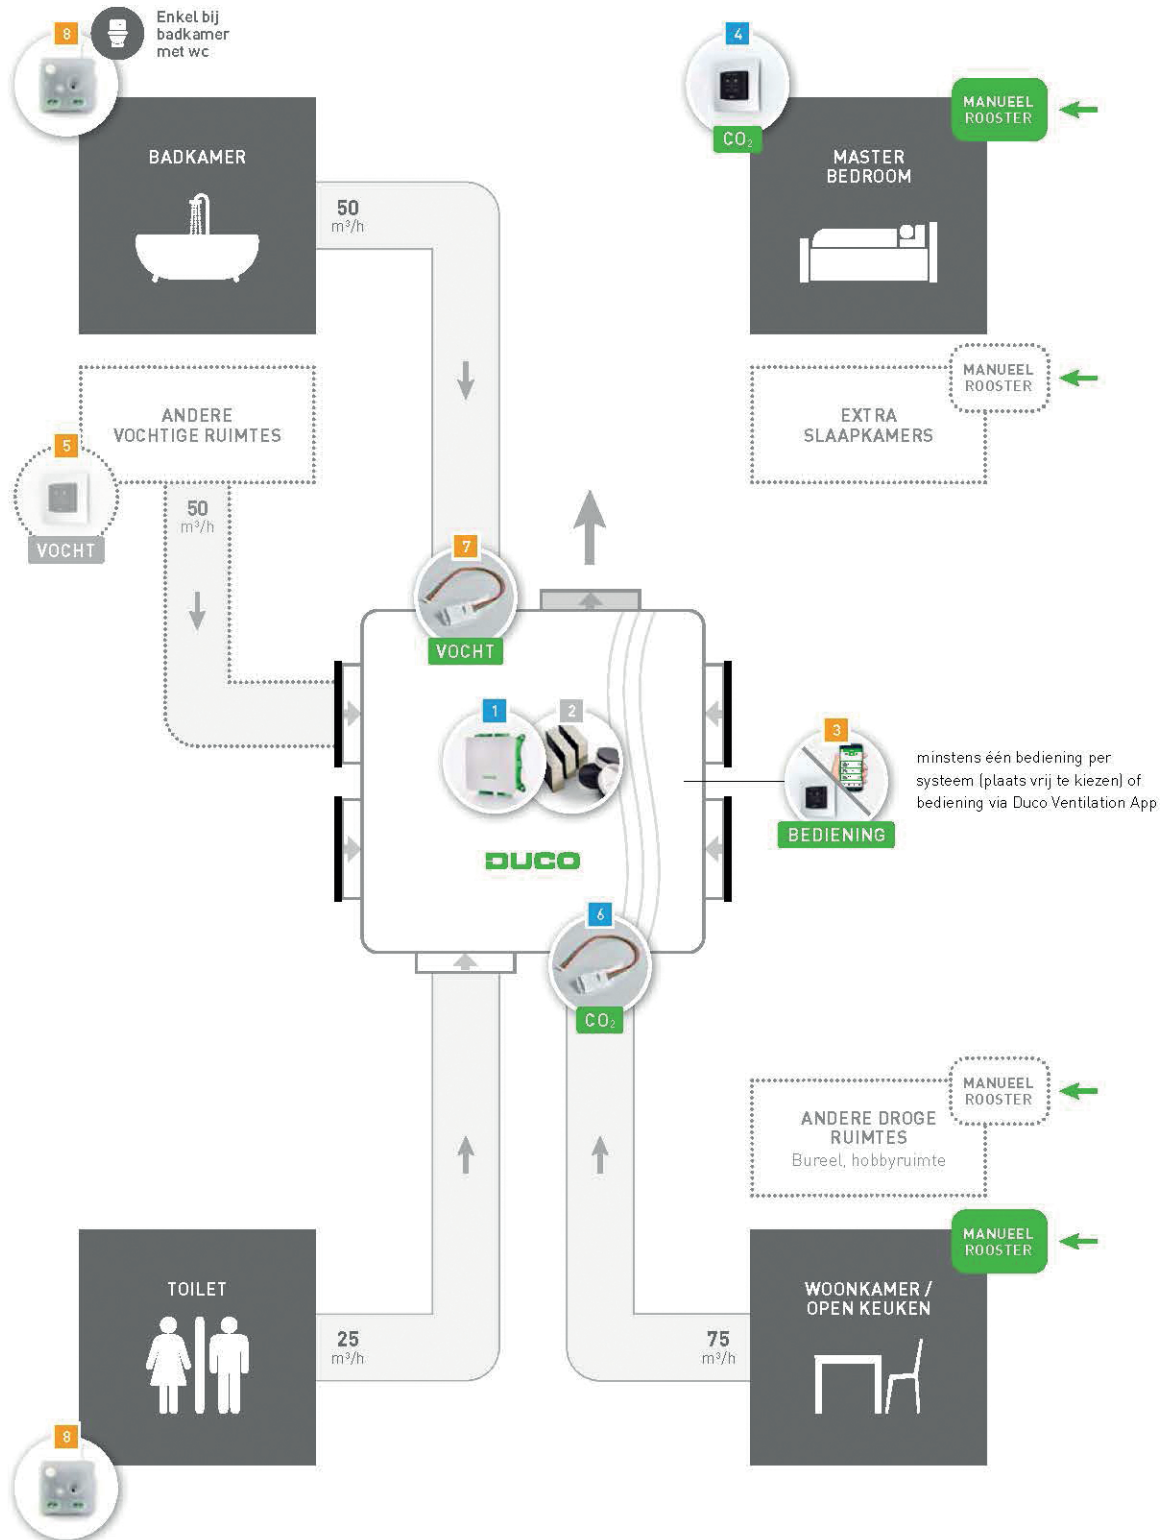 8
Enkel bij
badkamer
met wc
BADKAMER
50
m³/h
4
CO₂
MANUEEL
ROOSTER
MASTER
BEDROOM
ANDERE
VOCHTIGE RUIMTES
5
VOCHT
50
m³/h
MANUEEL
ROOSTER
EXTRA
SLAAPKAMERS
7
VOCHT
1
2
DUCO
3
BEDIENING
minstens één bediening per
systeem (plaats vrij te kiezen) of
bediening via Duco Ventilation App
6
CO₂
MANUEEL
ROOSTER
ANDERE DROGE
RUIMTES
Bureel, hobbyruimte
TOILET
25
m³/h
8
75
m³/h
MANUEEL
ROOSTER
WOONKAMER /
OPEN KEUKEN